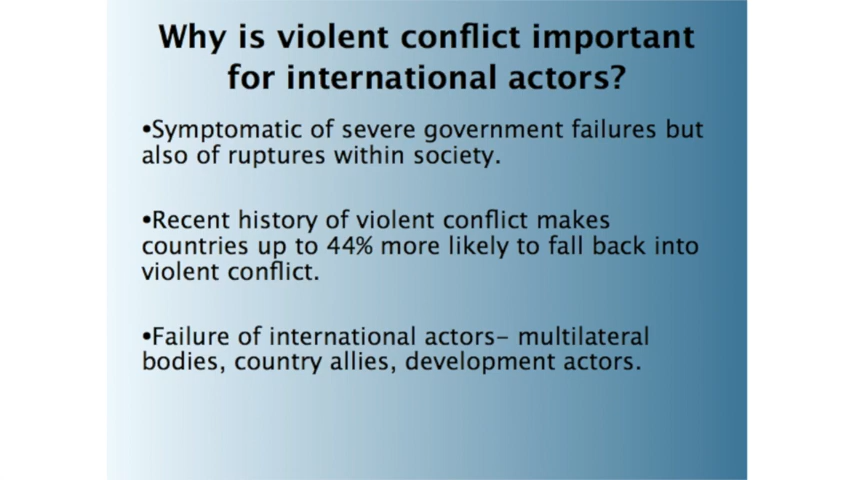 Why is violent conflict important
for international actors?
•Symptomatic of severe government failures but
also of ruptures within society.
•Recent history of violent conflict makes
countries up to 44% more likely to fall back into
violent conflict.
•Failure of international actors– multilateral
bodies, country allies, development actors.